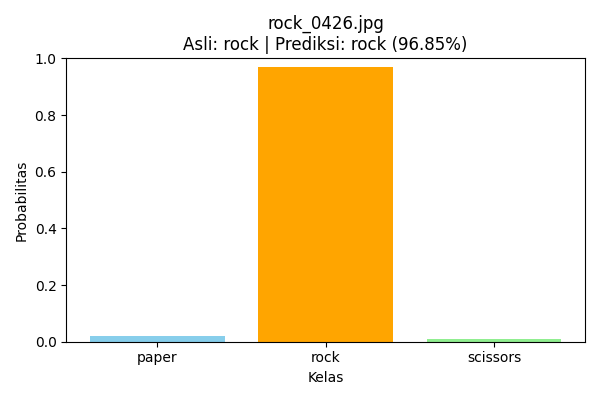 rock_0426.jpg
Asli: rock | Prediksi: rock (96.85%)
1.0
0.8
0.6
0.4
0.2
0.0
Probabilitas
paper rock scissors
Kelas